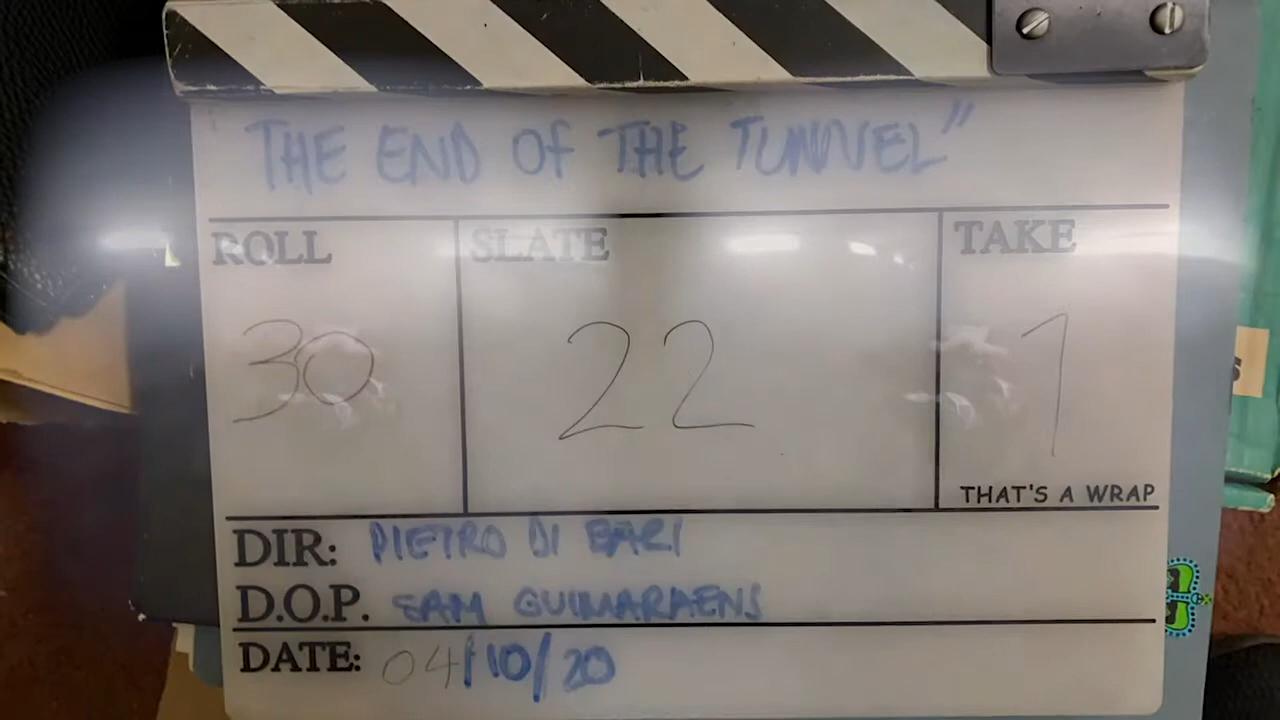 THE END OF THE TUNNEL"
ROLL SLATE TAKE
30 22 1
THAT'S A WRAP
DIR: PIETRO DI BARI
D.O.P. SAM GUIMARAENS
DATE: 04/10/20